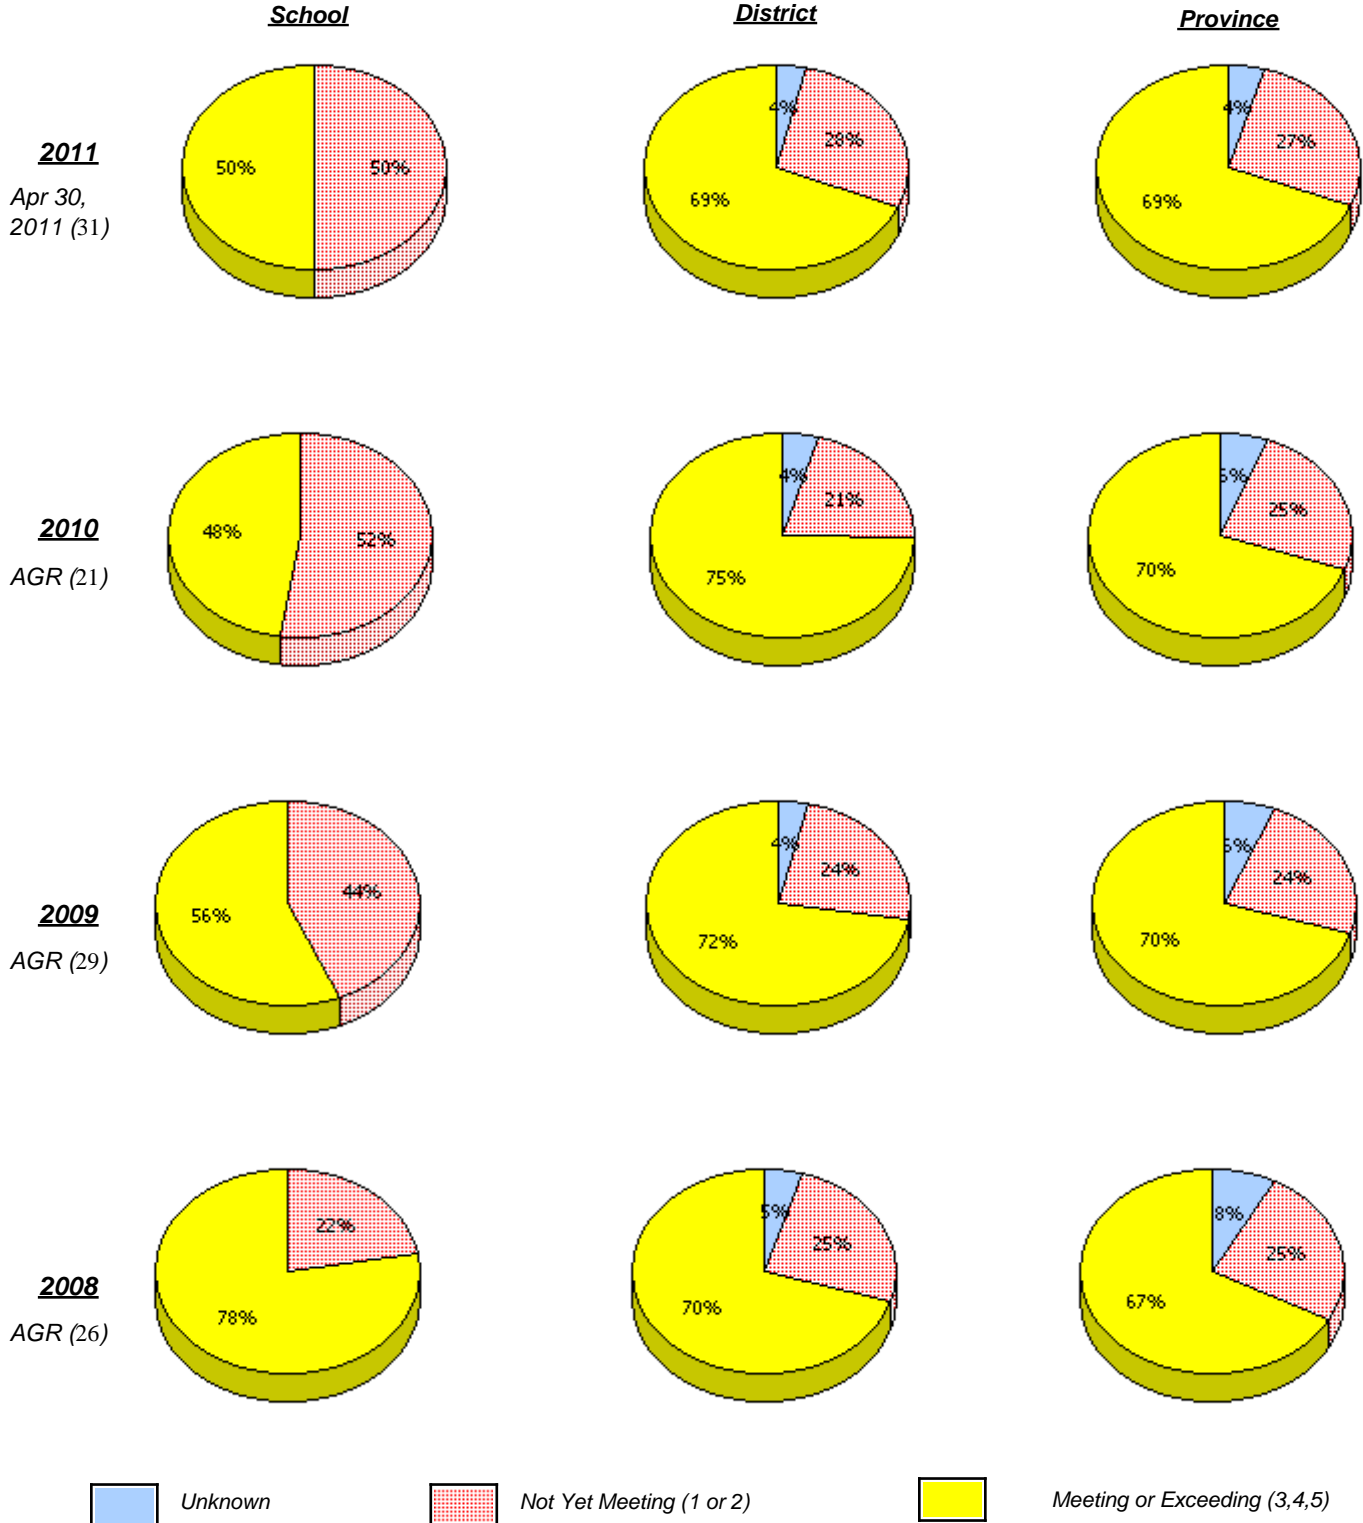 School District Province
4% 4%
2011 50% 50% 28% 27%
Apr 30,
2011 (31) 69% 69%
4%
2010 48% 52% 21% 25%
AGR (21) 75% 70%
4%
2009 56% 44% 24% 24%
AGR (29) 72% 70%
5% 8%
22% 25% 25%
2008 78% 70% 67%
AGR (26)
Unknown Not Yet Meeting (1 or 2) Meeting or Exceeding (3,4,5)